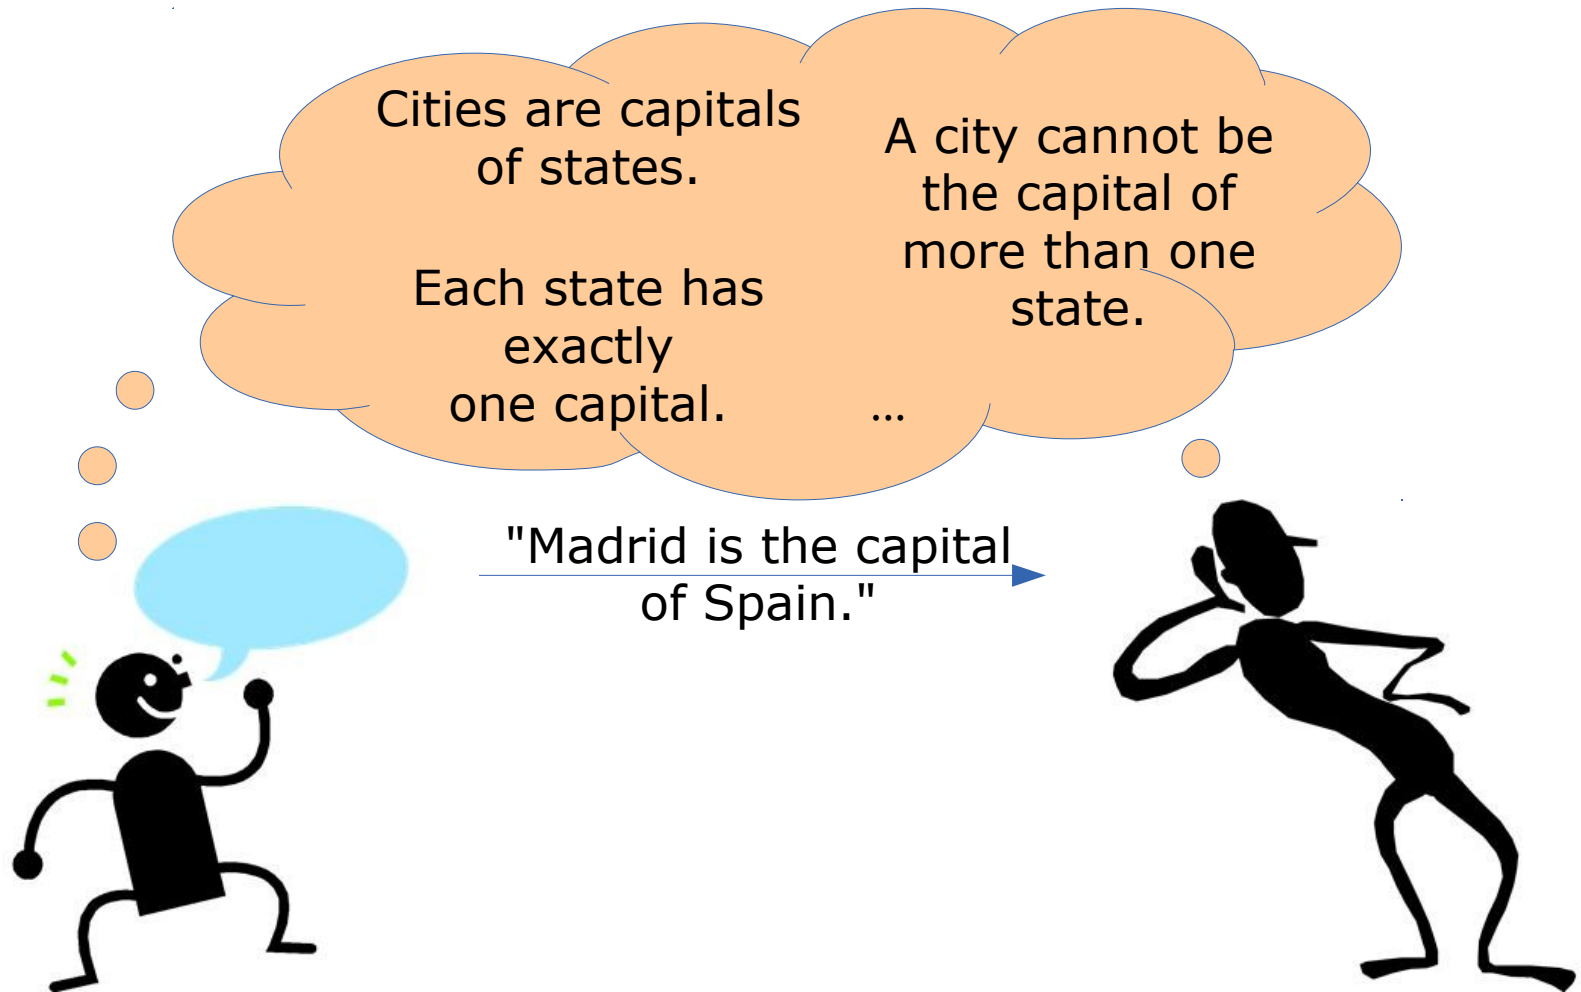 Cities are capitals
of states.
A city cannot be
the capital of
more than one
state.
Each state has
exactly
one capital.
...
"Madrid is the capital
of Spain."